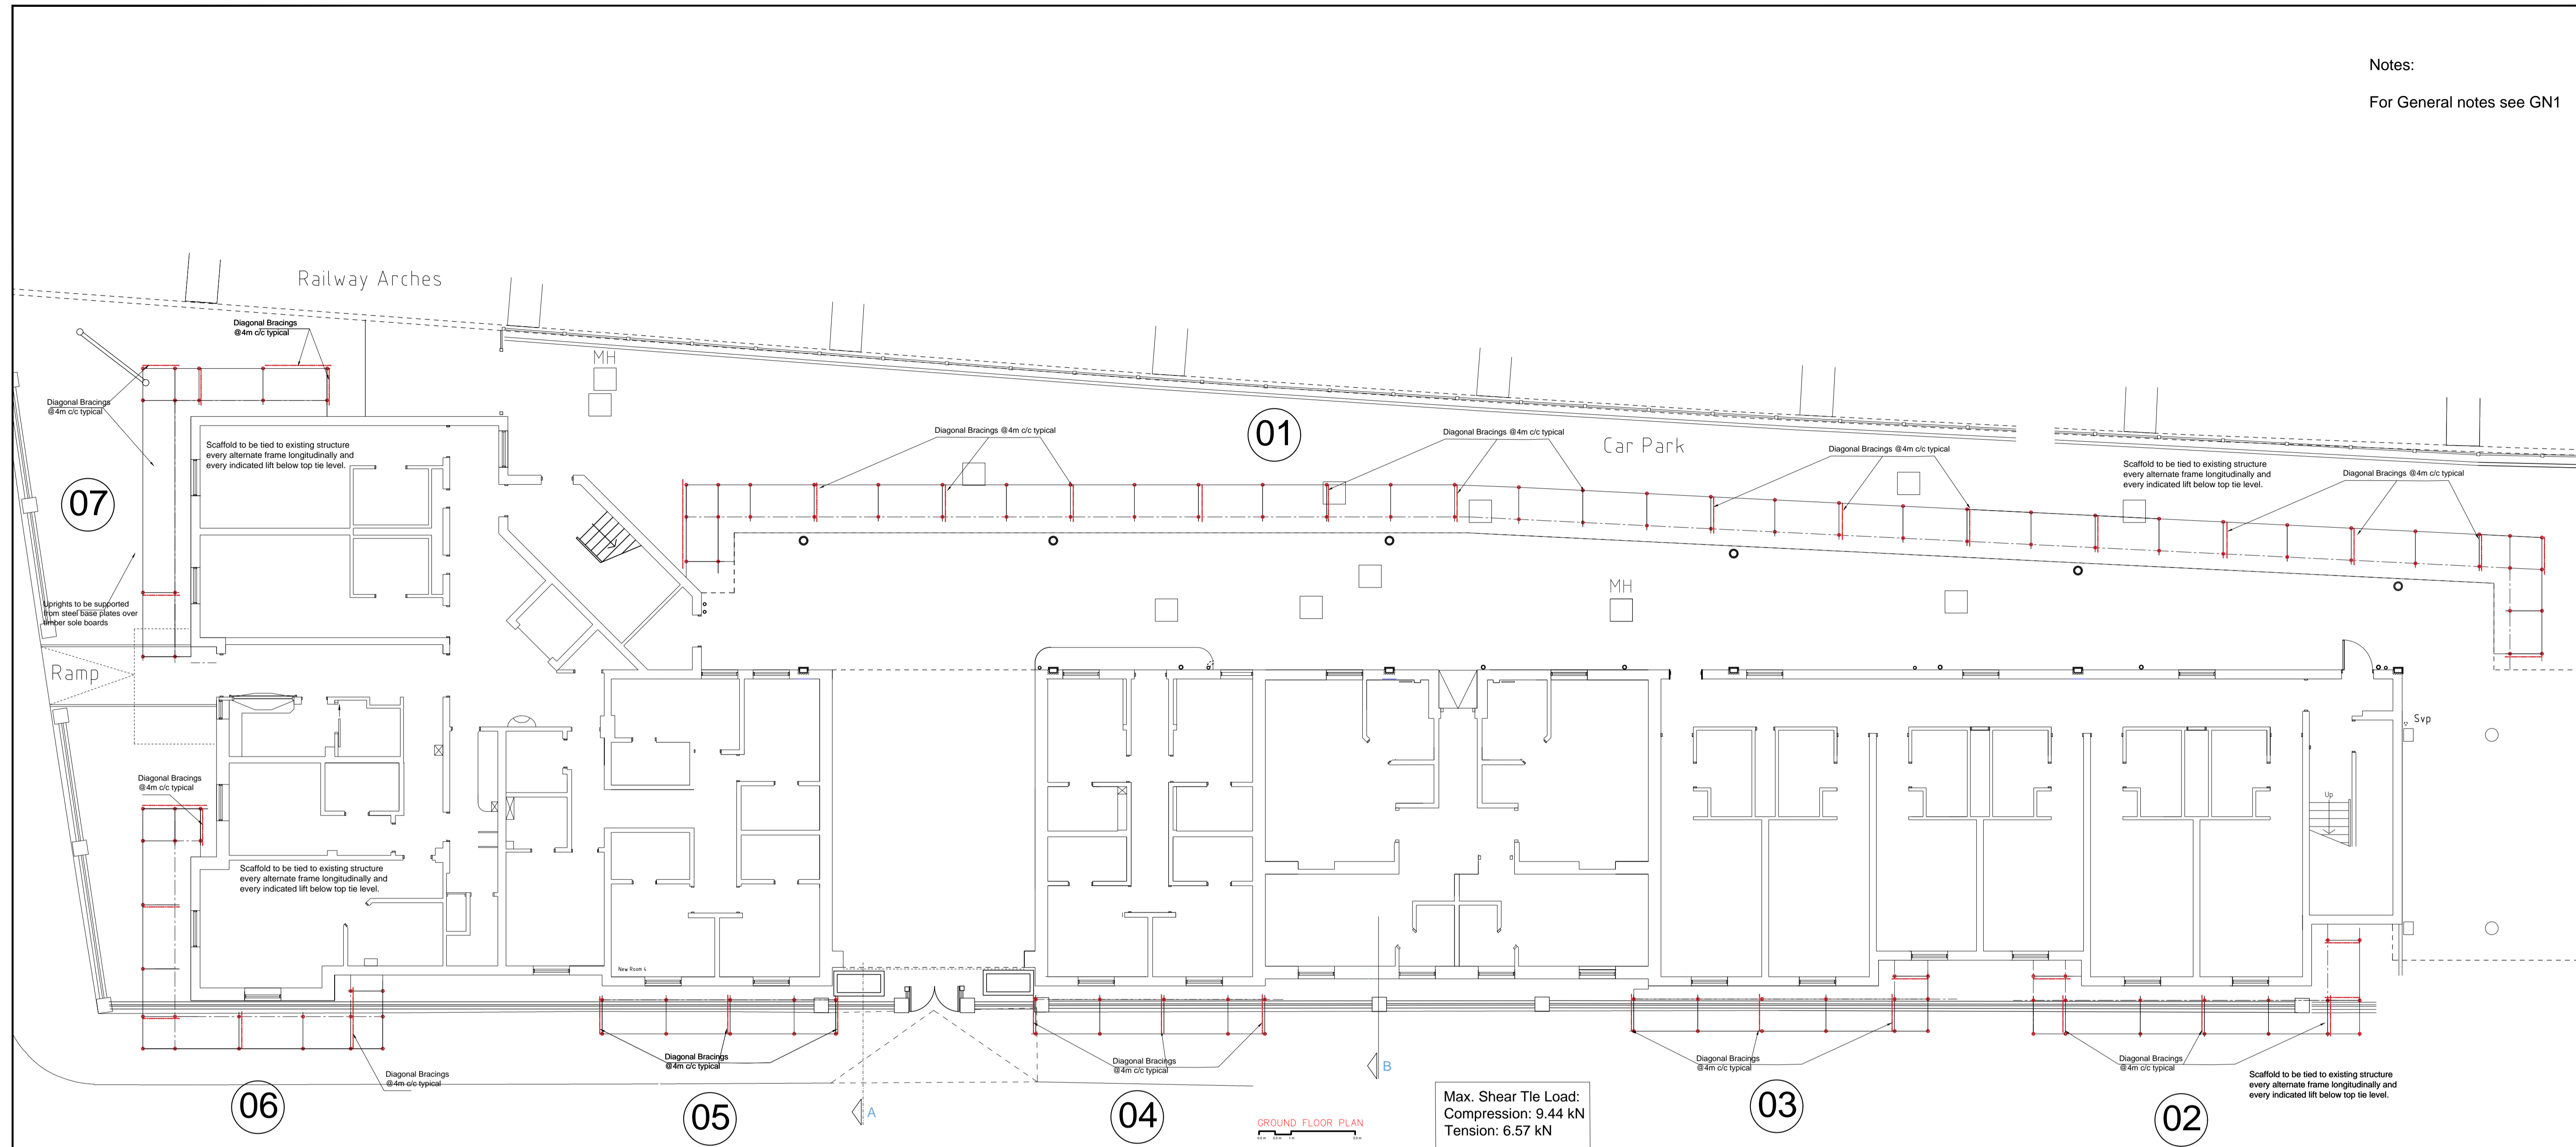 Notes:
For General notes see GN1
Railway Arches
Diagonal Bracings
@4m c/c typical
MH
Diagonal Bracings
@4m c/c typical
Scaffold to be tied to existing structure
every alternate frame longitudinally and
every indicated lift below top tie level.
07
Diagonal Bracings @4m c/c typical
01
Diagonal Bracings @4m c/c typical
Car Park
Diagonal Bracings @4m c/c typical
Scaffold to be tied to existing structure
every alternate frame longitudinally and
every indicated lift below top tie level.
Diagonal Bracings @4m c/c typical
Uprights to be supported
from steel base plates over
timber sole boards
MH
Ramp
Svp
Diagonal Bracings
@4m c/c typical
Up
Scaffold to be tied to existing structure
every alternate frame longitudinally and
every indicated lift below top tie level.
New Room 4
Diagonal Bracings
@4m c/c typical
Diagonal Bracings
@4m c/c typical
Diagonal Bracings
@4m c/c typical
B
Diagonal Bracings
@4m c/c typical
Diagonal Bracings
@4m c/c typical
Scaffold to be tied to existing structure
every alternate frame longitudinally and
every indicated lift below top tie level.
06
05
A
04
GROUND FLOOR PLAN
Max. Shear TIe Load:
Compression: 9.44 kN
Tension: 6.57 kN
03
02